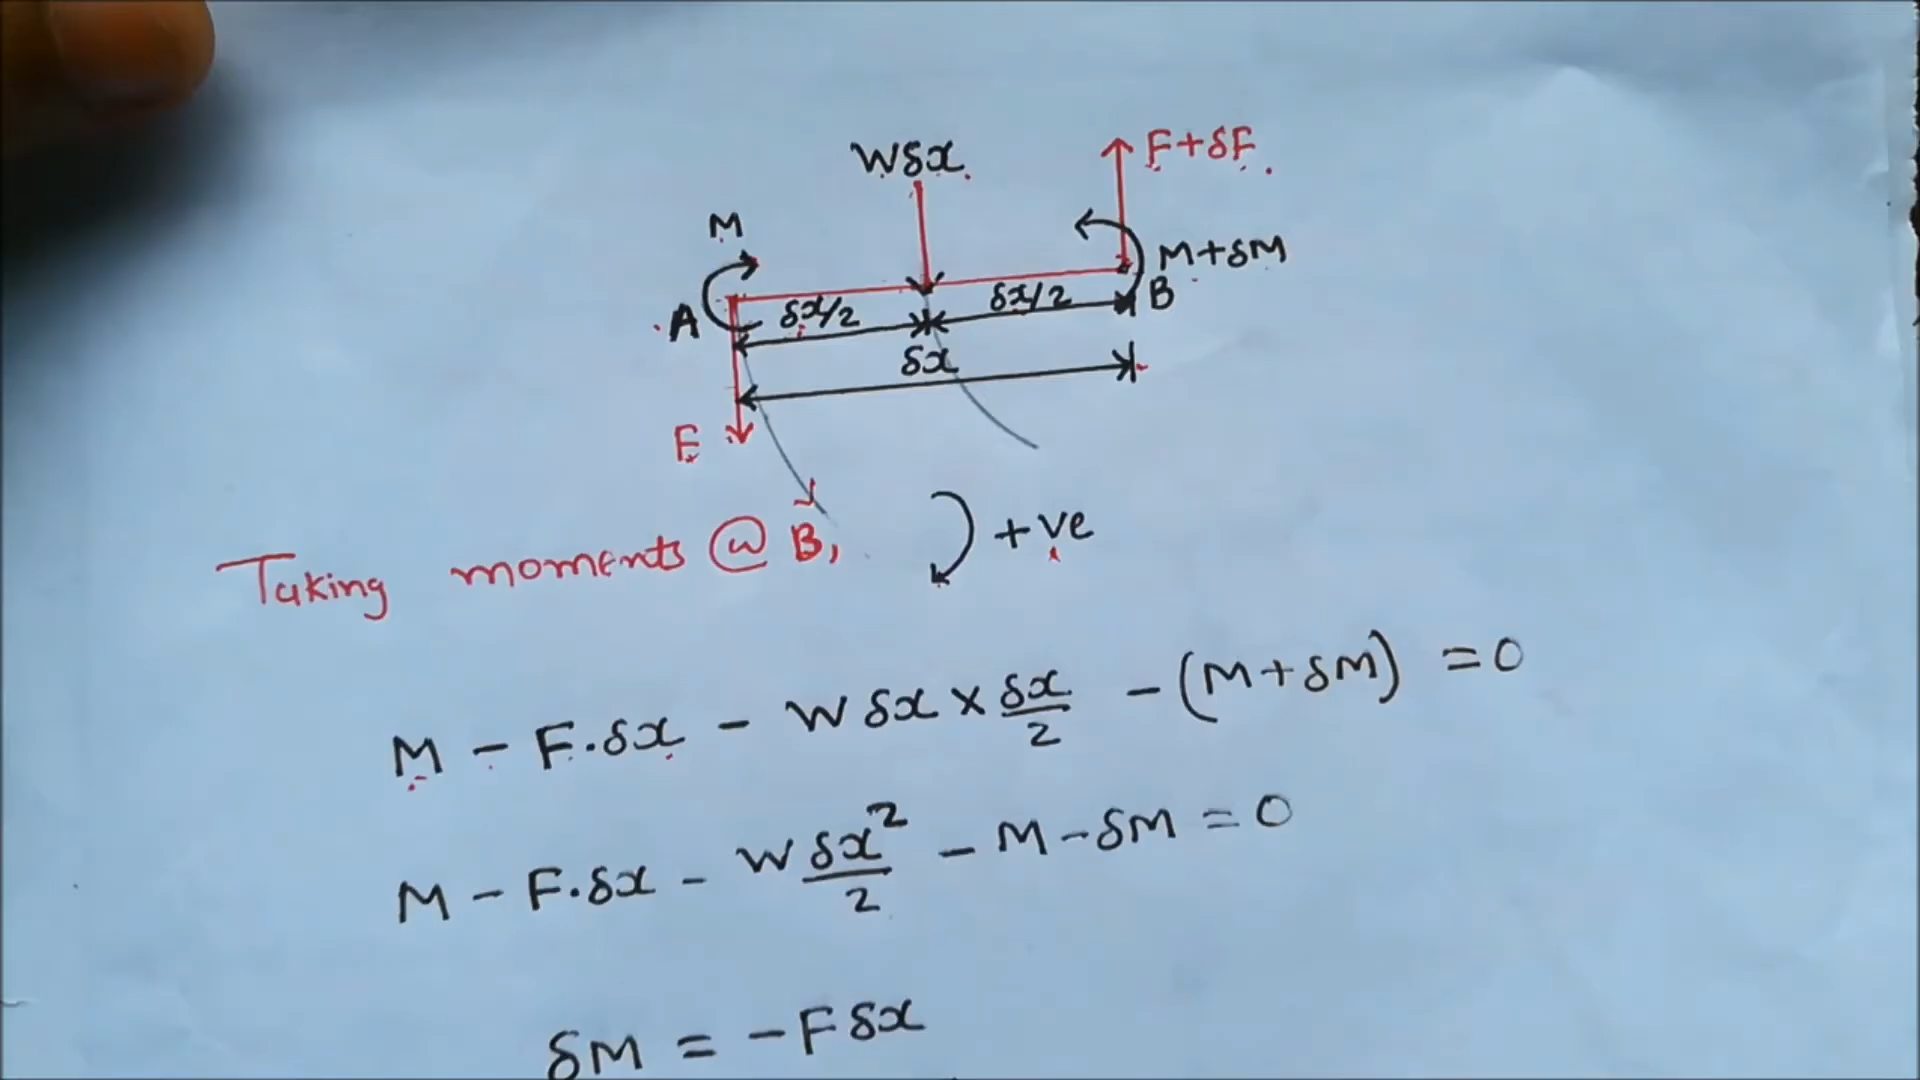 Wδx
F+δF
M
M+δM
A
δx/2
δx/2
B
δx
F
Taking moments @ B,
+ve
M - F.δx - Wδx × δx/2 - (M+δM) = 0
M - F.δx - Wδx²/2 - M - δM = 0
δM = -Fδx